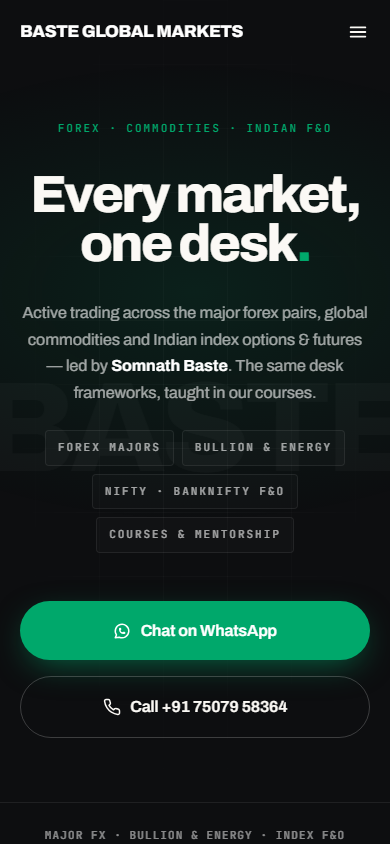 BASTE GLOBAL MARKETS
FOREX · COMMODITIES · INDIAN F&O
Every market,
one desk.
Active trading across the major forex pairs, global
commodities and Indian index options & futures
— led by Somnath Baste. The same desk
frameworks, taught in our courses.
BASTE
FOREX MAJORS
BULLION & ENERGY
NIFTY · BANKNIFTY F&O
COURSES & MENTORSHIP
Chat on WhatsApp
Call +91 75079 58364
MAJOR FX · BULLION & ENERGY · INDEX F&O